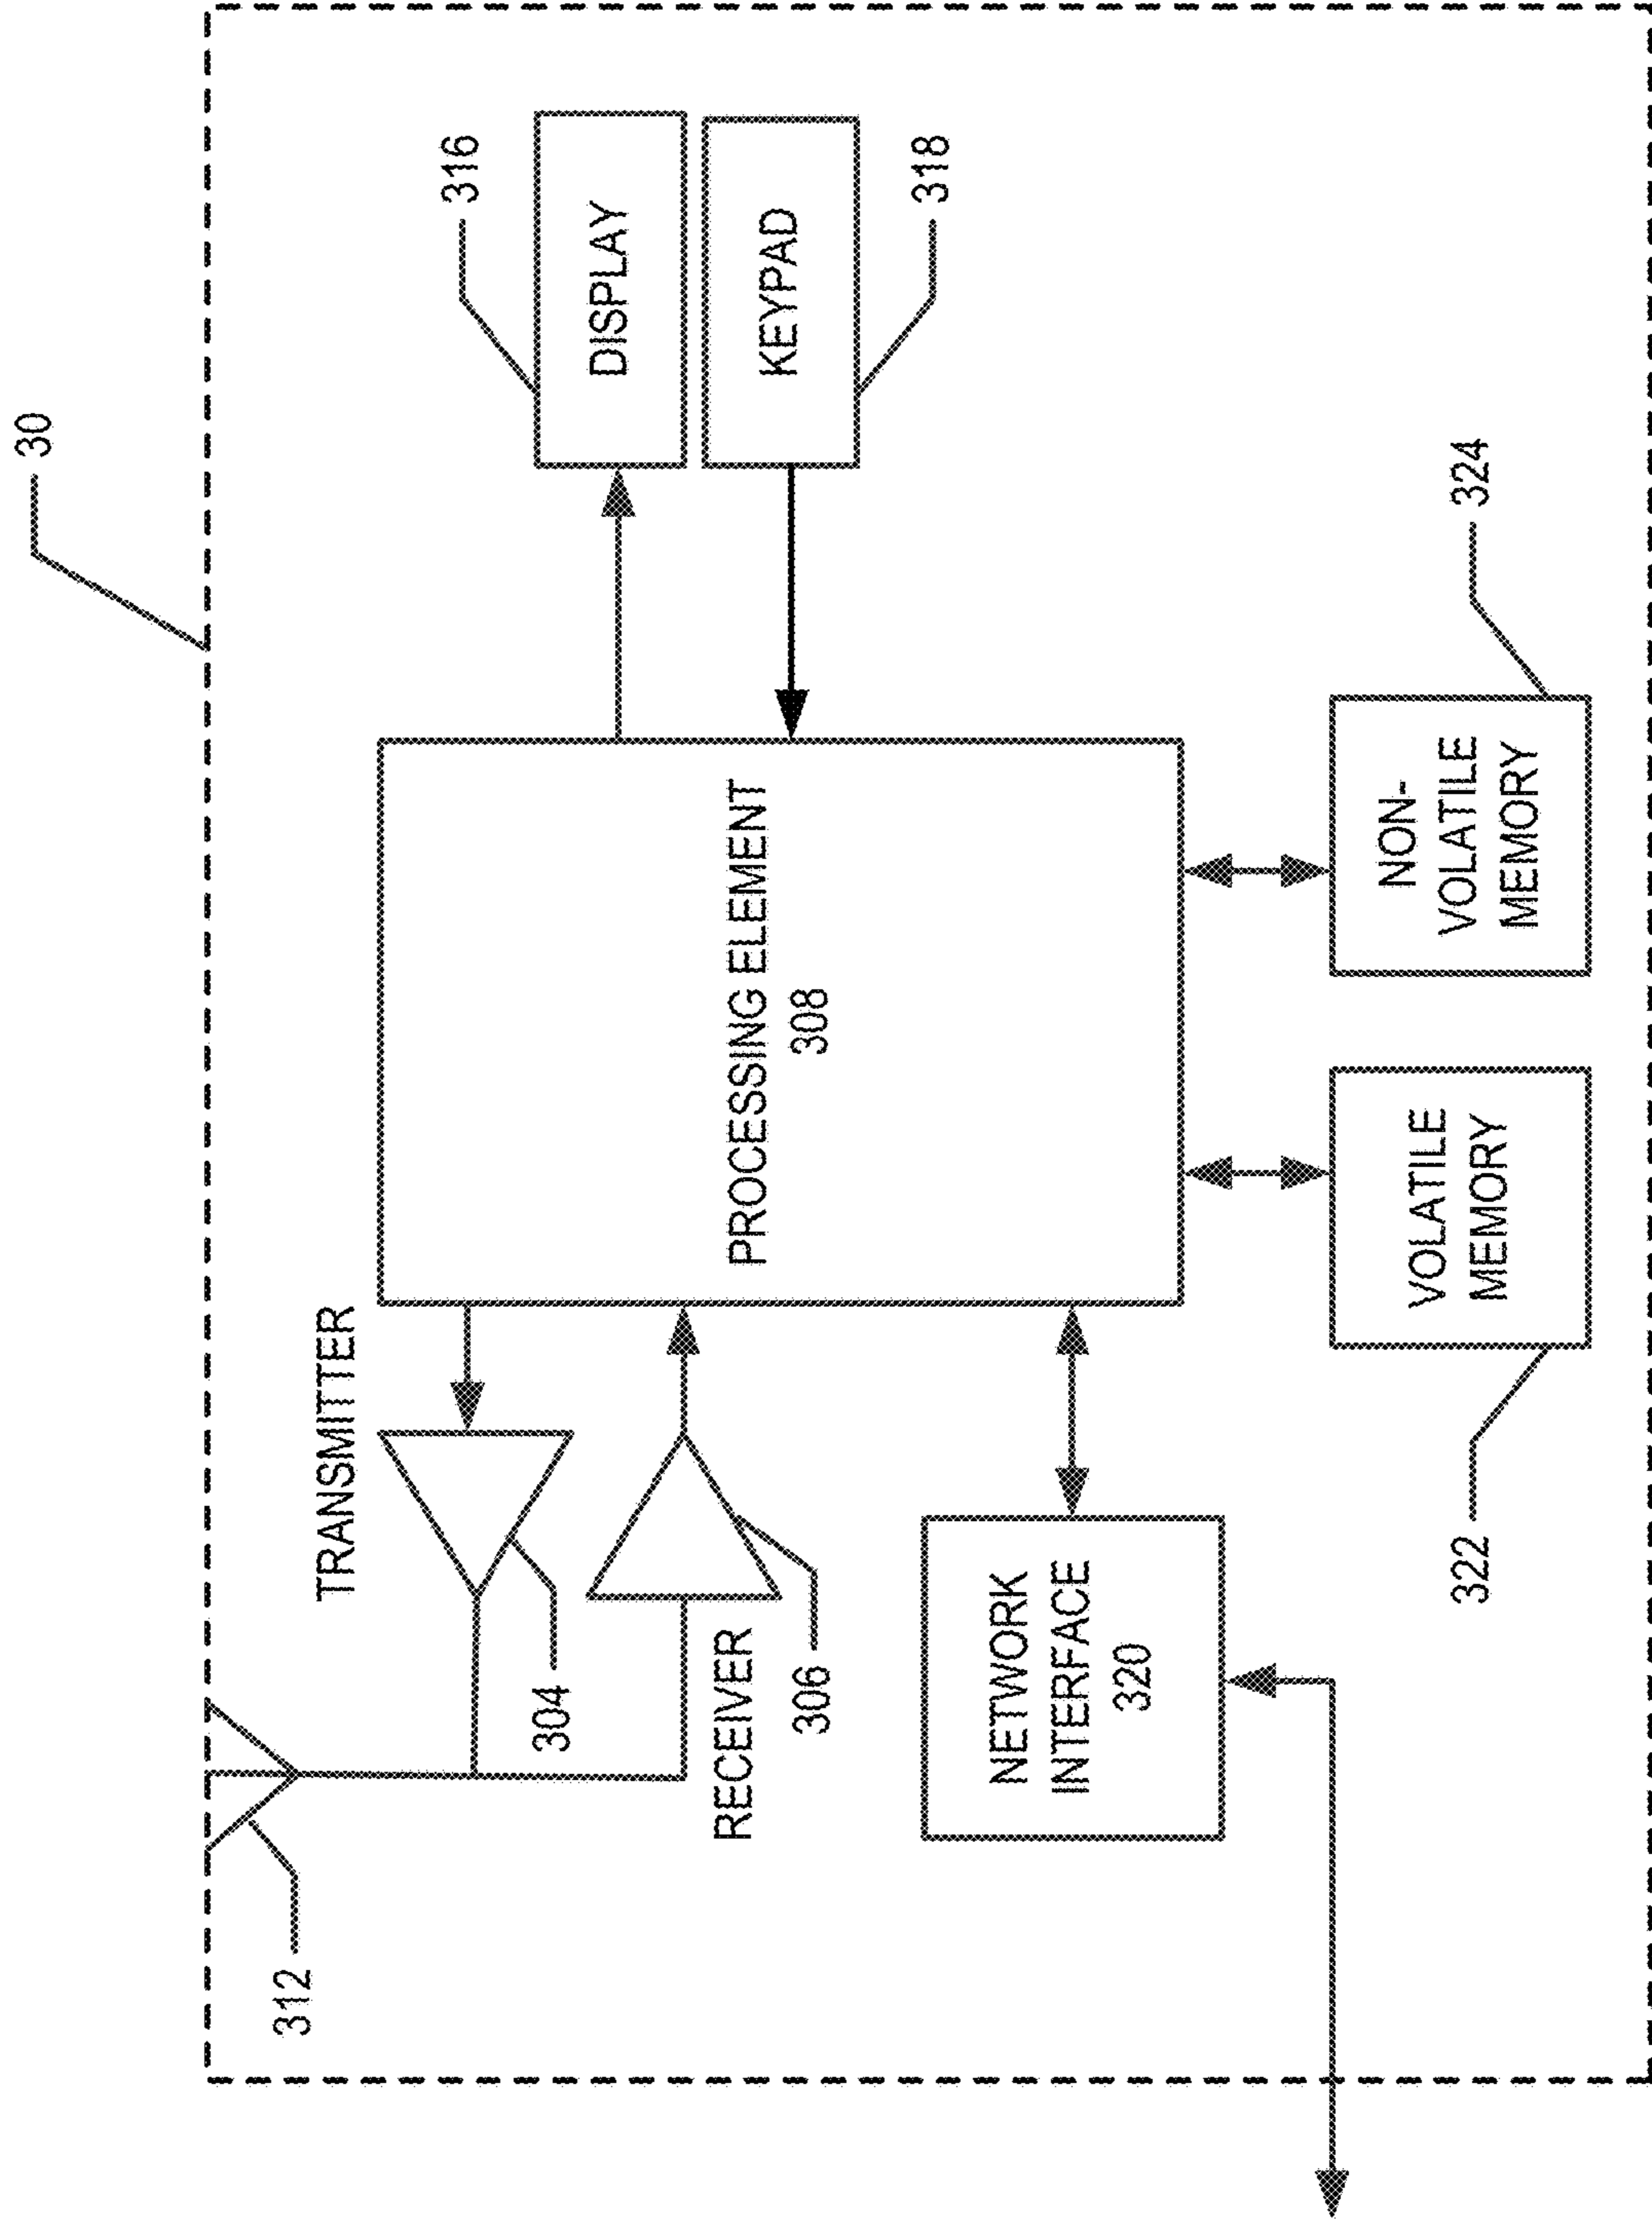 30
312
TRANSMITTER
304
RECEIVER
306
316
DISPLAY
KEYPAD
318
PROCESSING ELEMENT
308
NETWORK
INTERFACE
320
322
VOLATILE
MEMORY
NON-
VOLATILE
MEMORY
324